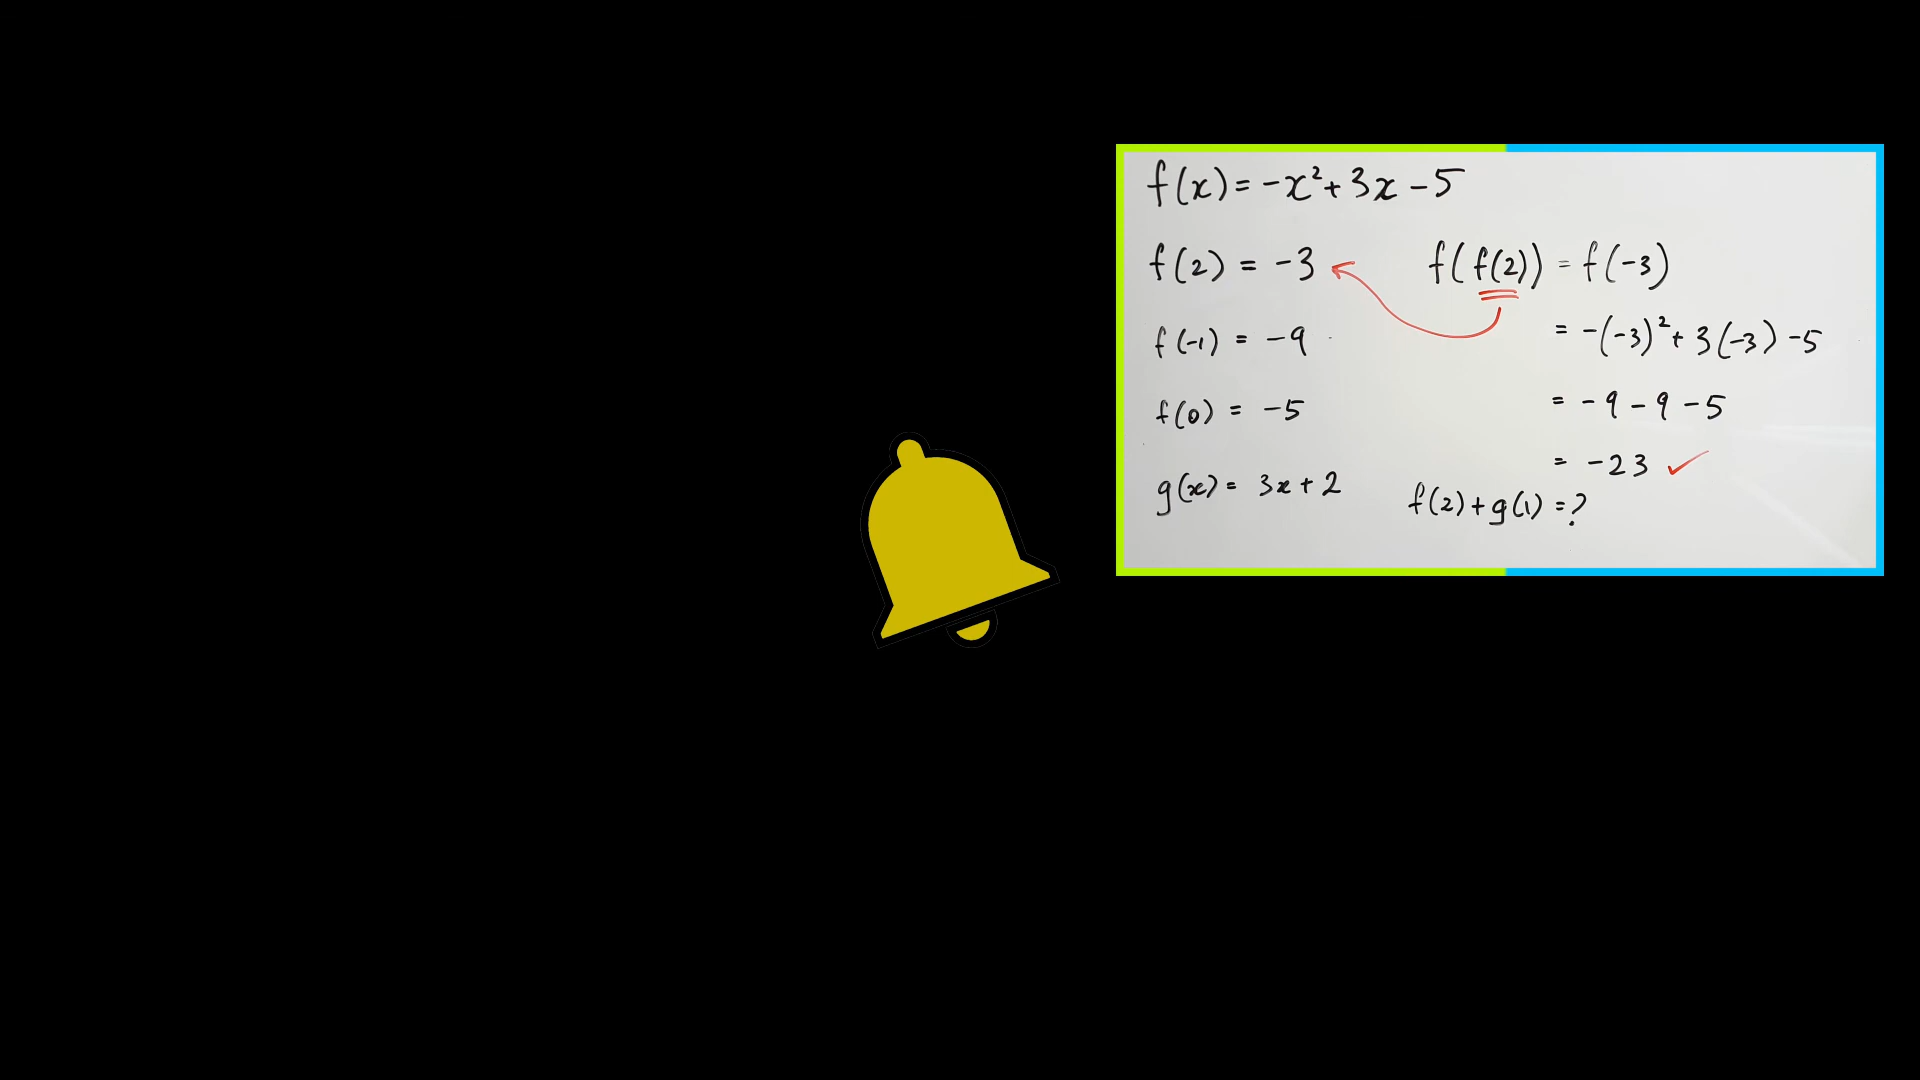 f(x) = -x²+3x-5
f(2) = -3
f(f(2)) = f(-3)
f(-1) = -9
= -(-3)²+3(-3)-5
f(0) = -5
= -9-9-5
= -23 ✓
g(x) = 3x+2
f(2)+g(1) = ?